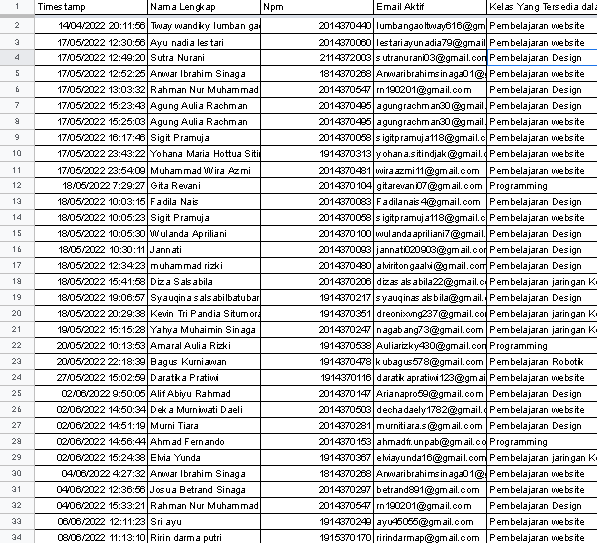 1 Timestamp Nama Lengkap Npm Email Aktif Kelas Yang Tersedia dala
2 14/04/2022 20:11:56 Tway wandiky lumban gao 2014370440 lumbangaoltway616@gm Pembelajaran website
3 17/05/2022 12:30:56 Ayu nadia lestari 2014370060 lestariayunadia79@gmail. Pembelajaran website
4 17/05/2022 12:49:20 Sutra Nurani 2114372003 sutranurani03@gmail.com Pembelajaran Design
5 17/05/2022 12:52:25 Anwar Ibrahim Sinaga 1814370268 Anwaribrahimsinaga01@g Pembelajaran website
6 17/05/2022 13:03:32 Rahman Nur Muhammad 2014370547 rn190201@gmail.com Pembelajaran Design
7 17/05/2022 15:23:43 Agung Aulia Rachman 2014370495 agungrachman30@gmail. Pembelajaran Design
8 17/05/2022 15:25:03 Agung Aulia Rachman 2014370495 agungrachman30@gmail. Pembelajaran website
9 17/05/2022 16:17:46 Sigit Pramuja 2014370058 sigitpramuja118@gmail.c Pembelajaran website
10 17/05/2022 23:43:22 Yohana Maria Hottua Sitin 1914370313 yohana.sitindjak@gmail.c Pembelajaran website
11 17/05/2022 23:54:09 Muhammad Wira Azmi 2014370481 wiraazmi11@gmail.com Pembelajaran website
12 18/05/2022 7:29:27 Gita Revani 2014370104 gitarevani07@gmail.com Programming
13 18/05/2022 10:03:15 Fadila Nais 2014370083 Fadilanais4@gmail.com Pembelajaran Design
14 18/05/2022 10:05:23 Sigit Pramuja 2014370058 sigitpramuja118@gmail.c Pembelajaran website
15 18/05/2022 10:05:30 Wulanda Apriliani 2014370100 wulandaapriliani7@gmail. Pembelajaran Design
16 18/05/2022 10:30:11 Jannati 2014370093 jannati020903@gmail.cor Pembelajaran Design
17 18/05/2022 12:34:23 muhammad rizki 2014370480 alviritongaalvi@gmail.com Pembelajaran Design
18 18/05/2022 15:41:58 Diza Salsabila 2014370206 dizasalsabila22@gmail.c Pembelajaran jaringan Ko
19 18/05/2022 19:06:57 Syauqina salsabilbatubar 1914370217 syauqinasalsbila@gmail. Pembelajaran Design
20 18/05/2022 20:29:38 Kevin Tri Pandia Situmora 1914370351 dreonixvng237@gmail.co Pembelajaran jaringan Ko
21 19/05/2022 15:15:28 Yahya Muhaimin Sinaga 2014370247 nagabang73@gmail.com Pembelajaran jaringan Ko
22 20/05/2022 10:13:53 Amaral Aulia Rizki 1914370538 Auliarizky430@gmail.com Programming
23 20/05/2022 22:18:39 Bagus Kurniawan 1914370478 kubagus578@gmail.com Pembelajaran Robotik
24 27/05/2022 15:02:59 Daratika Pratiwi 1914370116 daratikapratiwi123@gmai Pembelajaran website
25 02/06/2022 9:50:05 Alif Abiyu Rahmad 2014370147 Arianapro59@gmail.com Pembelajaran Design
26 02/06/2022 14:50:34 Deka Murniwati Daeli 2014370503 dechadaely1782@gmail.c Pembelajaran website
27 02/06/2022 14:51:19 Murni Tiara 2014370281 murnitiara.s@gmail.com Pembelajaran Design
28 02/06/2022 14:56:44 Ahmad Fernando 2014370153 ahmadfr.unpab@gmail.co Programming
29 02/06/2022 15:24:38 Elvia Yunda 1914370367 elviayunda16@gmail.com Pembelajaran jaringan Ko
30 04/06/2022 4:27:32 Anwar Ibrahim Sinaga 1814370268 Anwaribrahimsinaga01@g Pembelajaran website
31 04/06/2022 12:36:56 Josua Betrand Sinaga 2014370297 betrand891@gmail.com Pembelajaran website
32 04/06/2022 15:33:21 Rahman Nur Muhammad 2014370547 rn190201@gmail.com Pembelajaran Design
33 06/06/2022 12:11:23 Sri ayu 1914370249 ayu45055@gmail.com Pembelajaran website
34 08/06/2022 11:13:10 Ririn darma putri 1915370170 ririndarmap@gmail.com Pembelajaran website